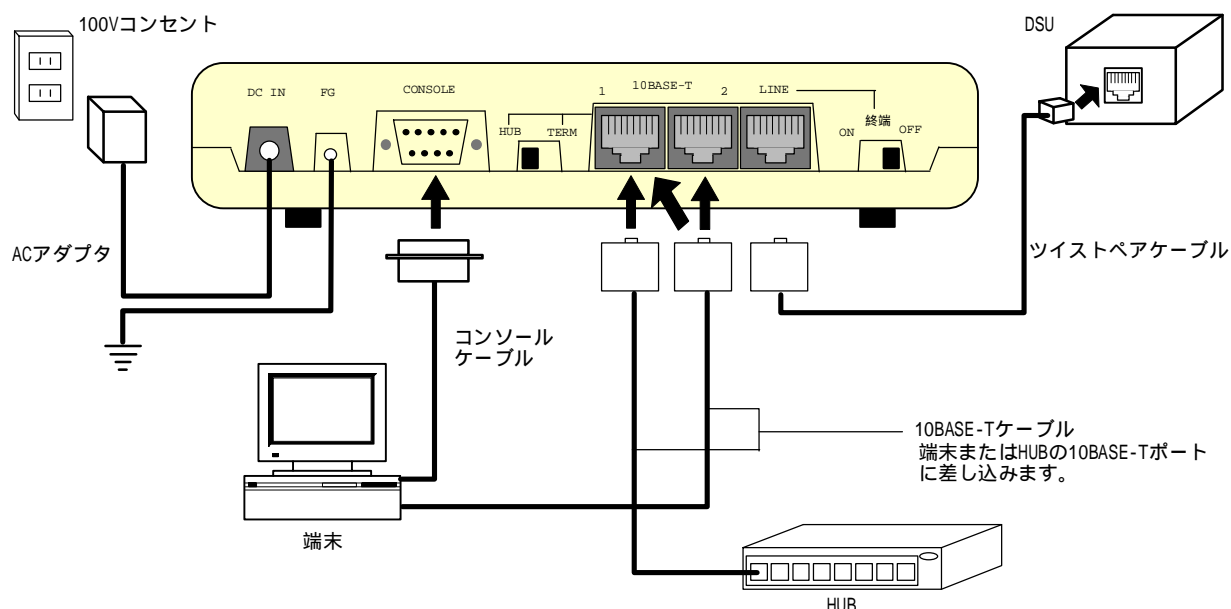 100Vコンセント
DSU
DC IN
FG
CONSOLE
1
10BASE-T
2
LINE
HUB
TERM
終端
ON
OFF
ACアダプタ
ツイストペアケーブル
コンソール
ケーブル
10BASE-Tケーブル
端末またはHUBの10BASE-Tポート
に差し込みます。
端末
HUB